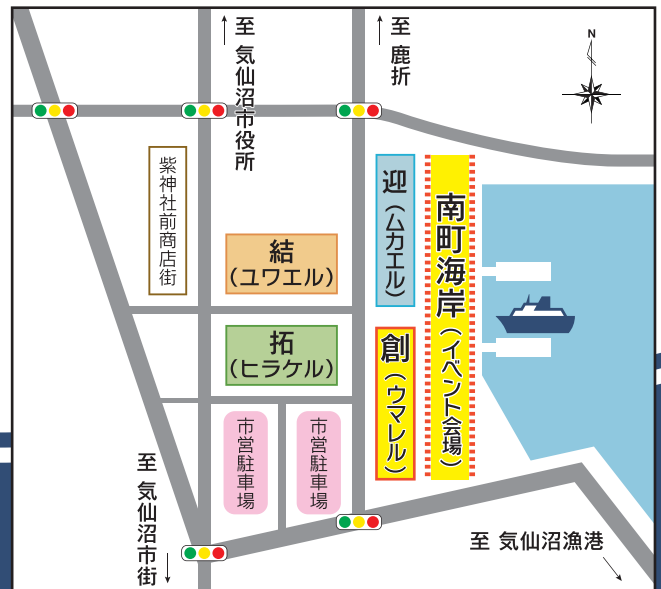 至 気仙沼市役所
至 鹿折
N
紫神社前商店街
結
(ユワエル)
迎(ムカエル)
南町海岸(イベント会場)
拓
(ヒラケル)
創(ウマレル)
市営駐車場
市営駐車場
至 気仙沼市街
至 気仙沼漁港